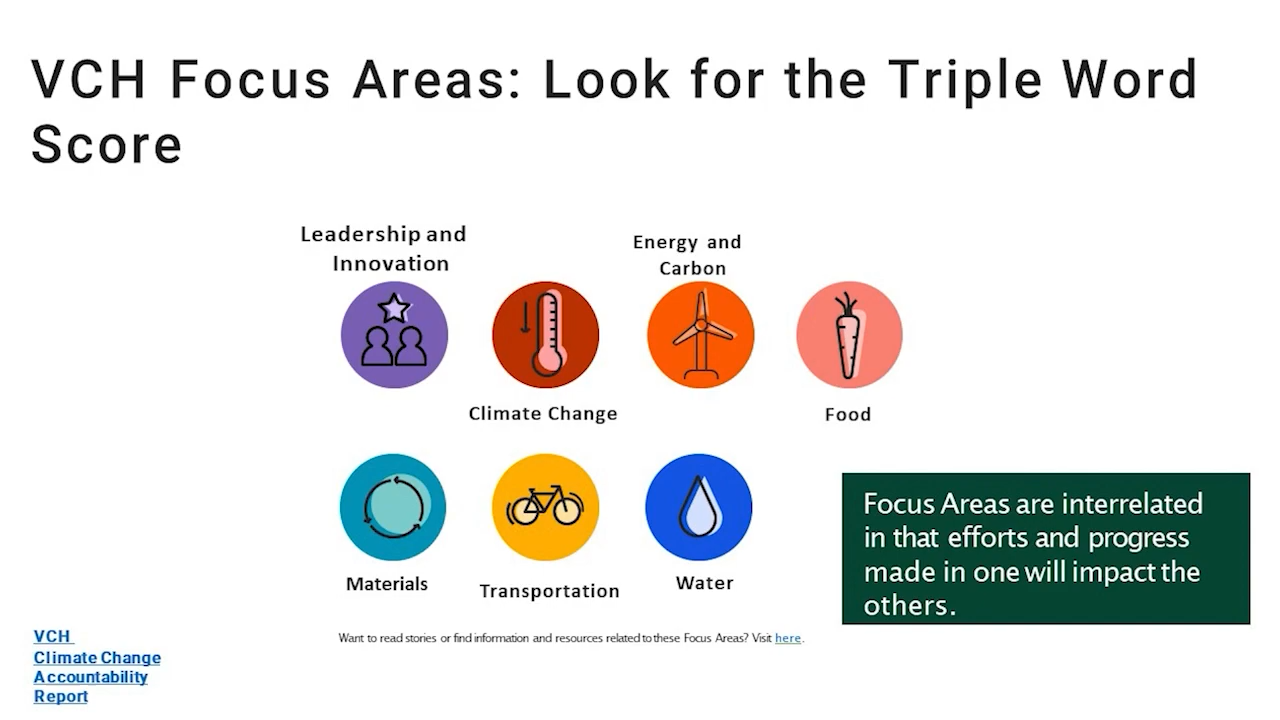 VCH Focus Areas: Look for the Triple Word
Score
Leadership and
Innovation
Energy and
Carbon
Climate Change
Food
Materials
Transportation
Water
Focus Areas are interrelated
in that efforts and progress
made in one will impact the
others.
Want to read stories or find information and resources related to these Focus Areas? Visit here.
VCH
Climate Change
Accountability
Report